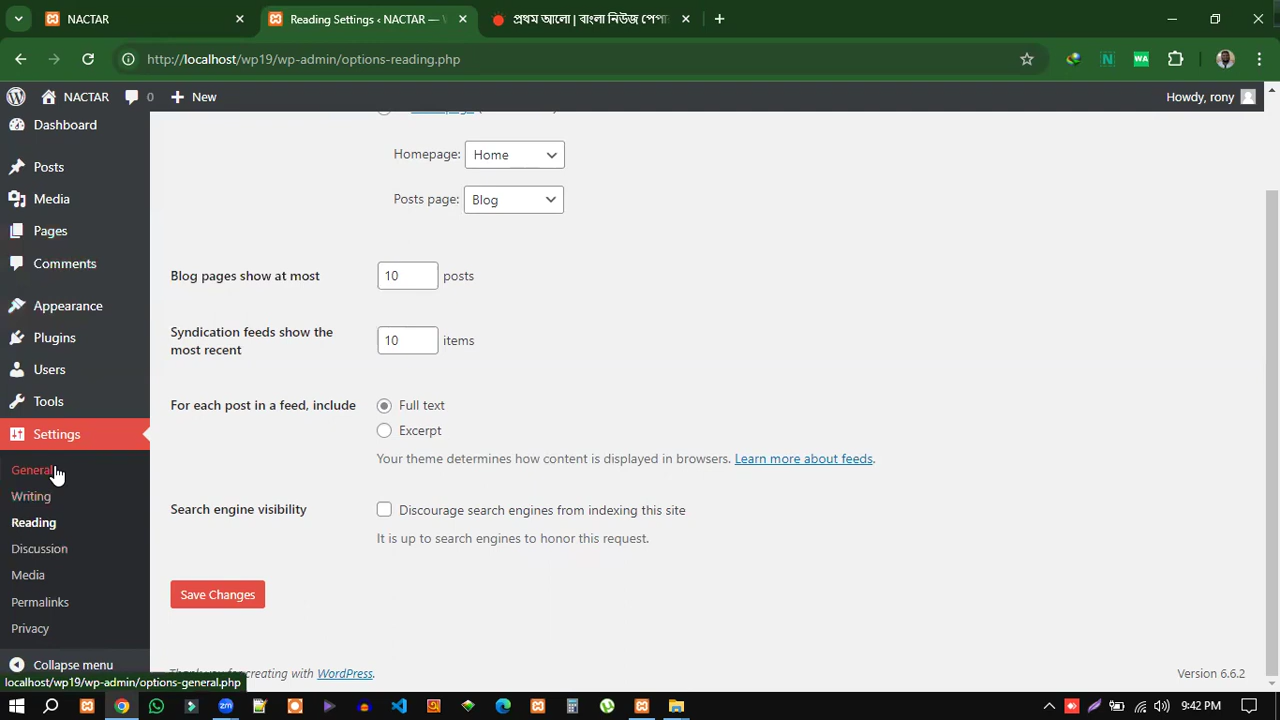 NACTAR
Reading Settings ‹ NACTAR —
প্রথম আলো | বাংলা নিউজ পেপা
http://localhost/wp19/wp-admin/options-reading.php
NACTAR 0 New Howdy, rony
Dashboard
Posts
Media
Pages
Comments
Appearance
Plugins
Users
Tools
Settings
General
Writing
Reading
Discussion
Media
Permalinks
Privacy
Collapse menu
Homepage: Home
Posts page: Blog
Blog pages show at most 10 posts
Syndication feeds show the
most recent 10 items
For each post in a feed, include Full text
Excerpt
Your theme determines how content is displayed in browsers. Learn more about feeds.
Search engine visibility Discourage search engines from indexing this site
It is up to search engines to honor this request.
Save Changes
Thank you for creating with WordPress. Version 6.6.2
localhost/wp19/wp-admin/options-general.php
9:42 PM